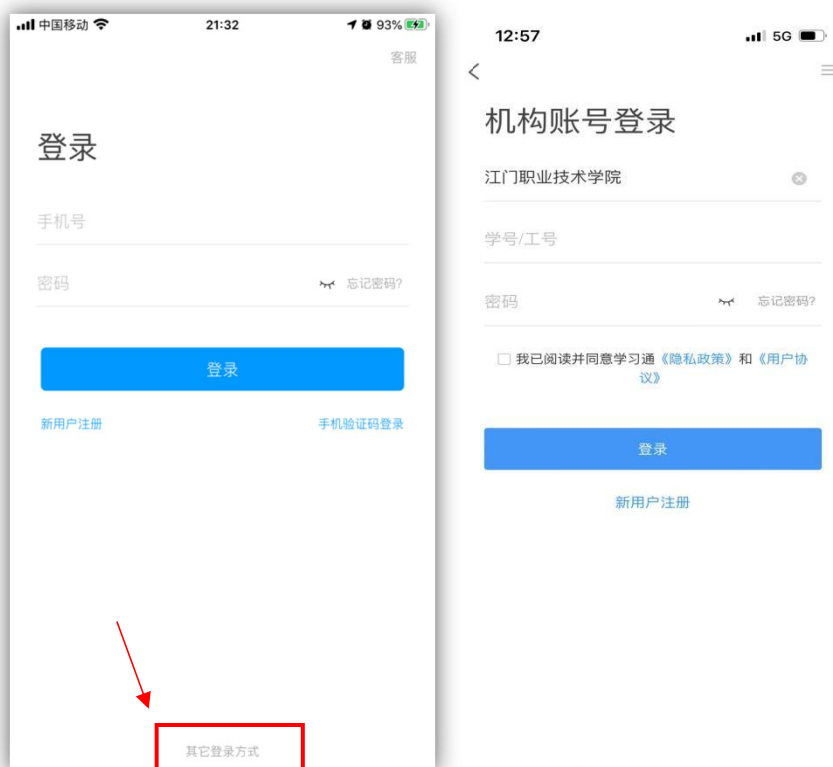 中国移动 21:32 93%
客服
登录
手机号
密码 忘记密码?
登录
新用户注册 手机验证码登录
其它登录方式
12:57 5G
机构账号登录
江门职业技术学院
学号/工号
密码 忘记密码?
我已阅读并同意学习通《隐私政策》和《用户协
议》
登录
新用户注册